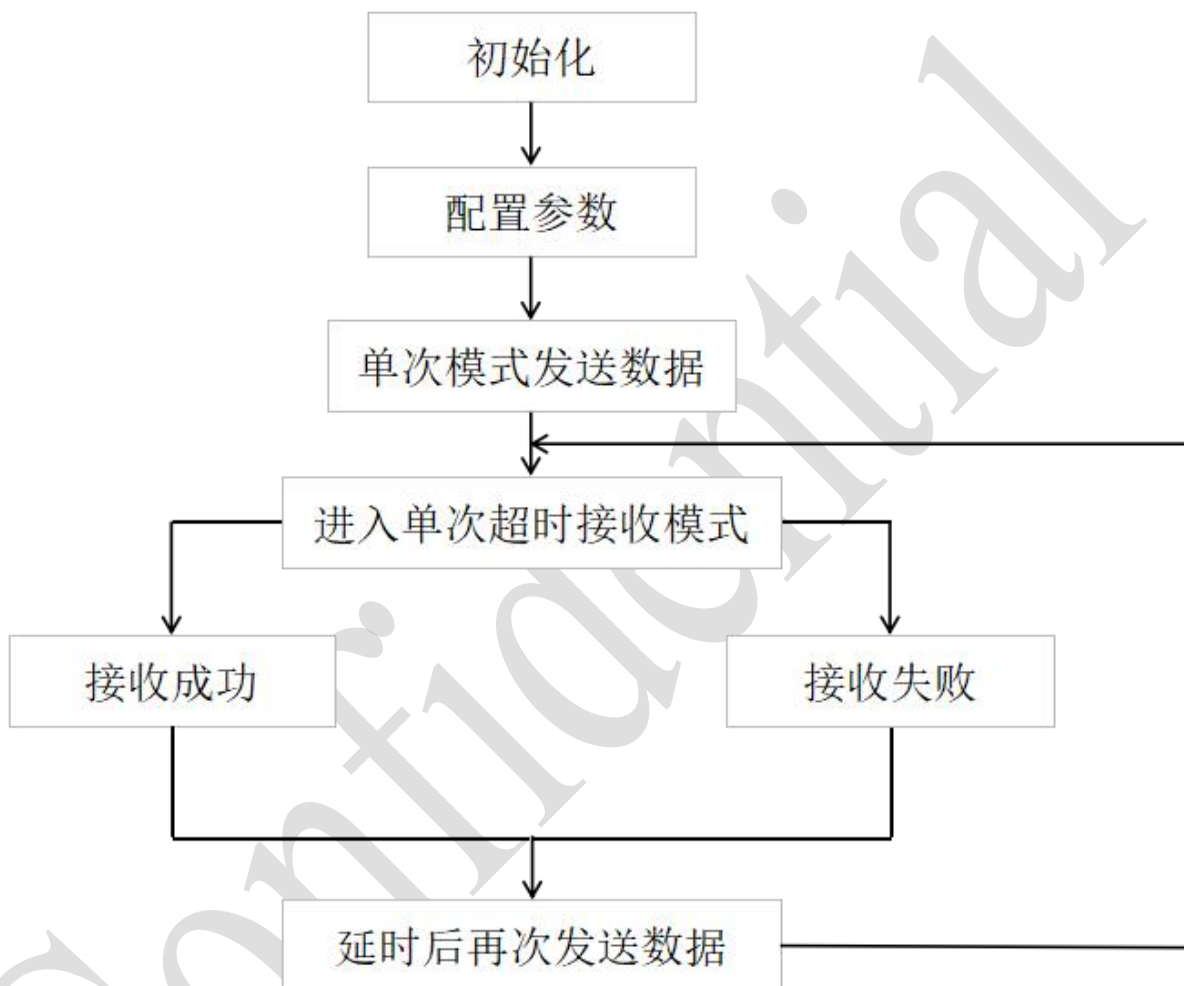 初始化
配置参数
单次模式发送数据
进入单次超时接收模式
接收成功
接收失败
延时后再次发送数据
Confidential